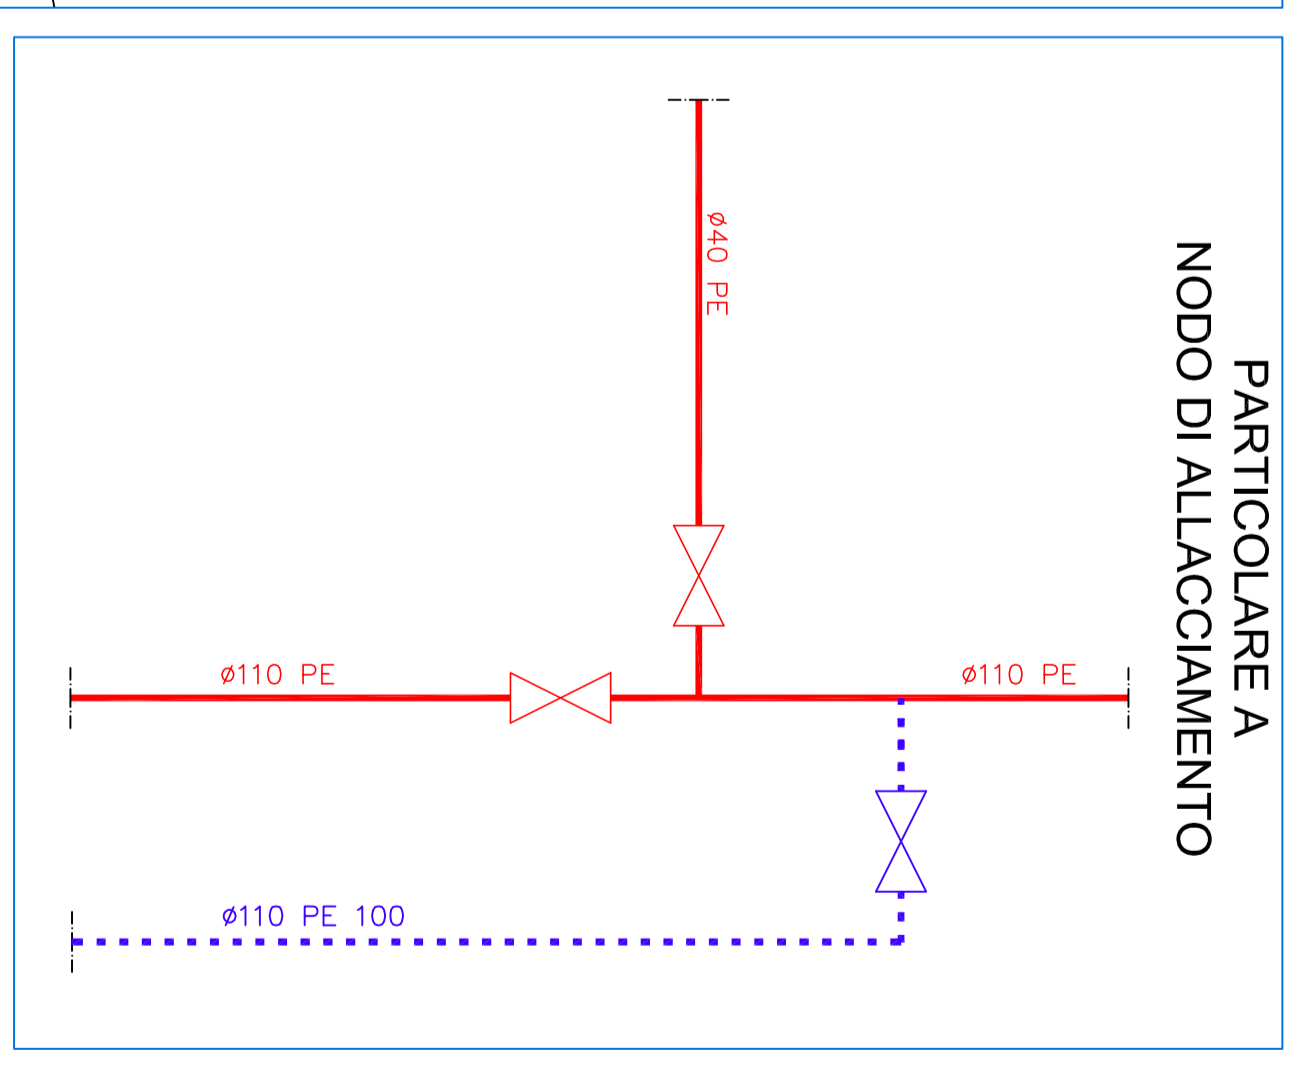 PARTICOLARE A
NODO DI ALLACCIAMENTO
ø40 PE
ø110 PE
ø110 PE
ø110 PE 100